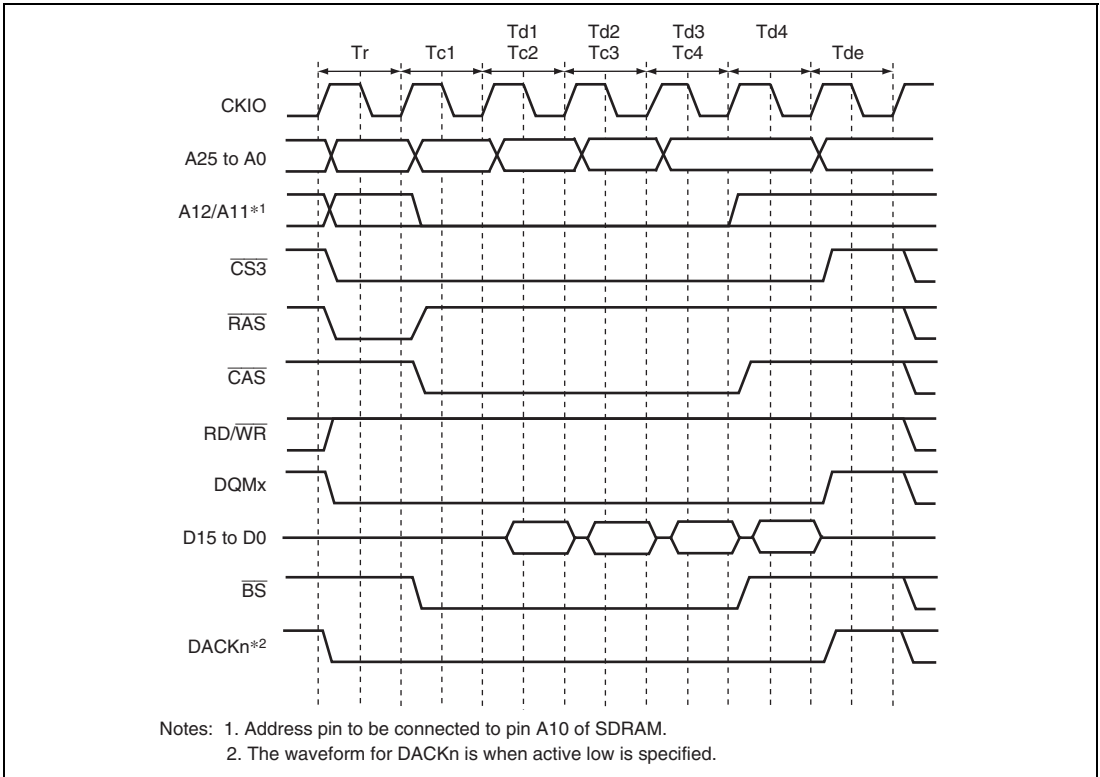 Td1 Td2 Td3 Td4
Tr Tc1 Tc2 Tc3 Tc4 Tde
CKIO
A25 to A0
A12/A11*1
CS3
RAS
CAS
RD/WR
DQMx
D15 to D0
BS
DACKn*2
Notes: 1. Address pin to be connected to pin A10 of SDRAM.
2. The waveform for DACKn is when active low is specified.